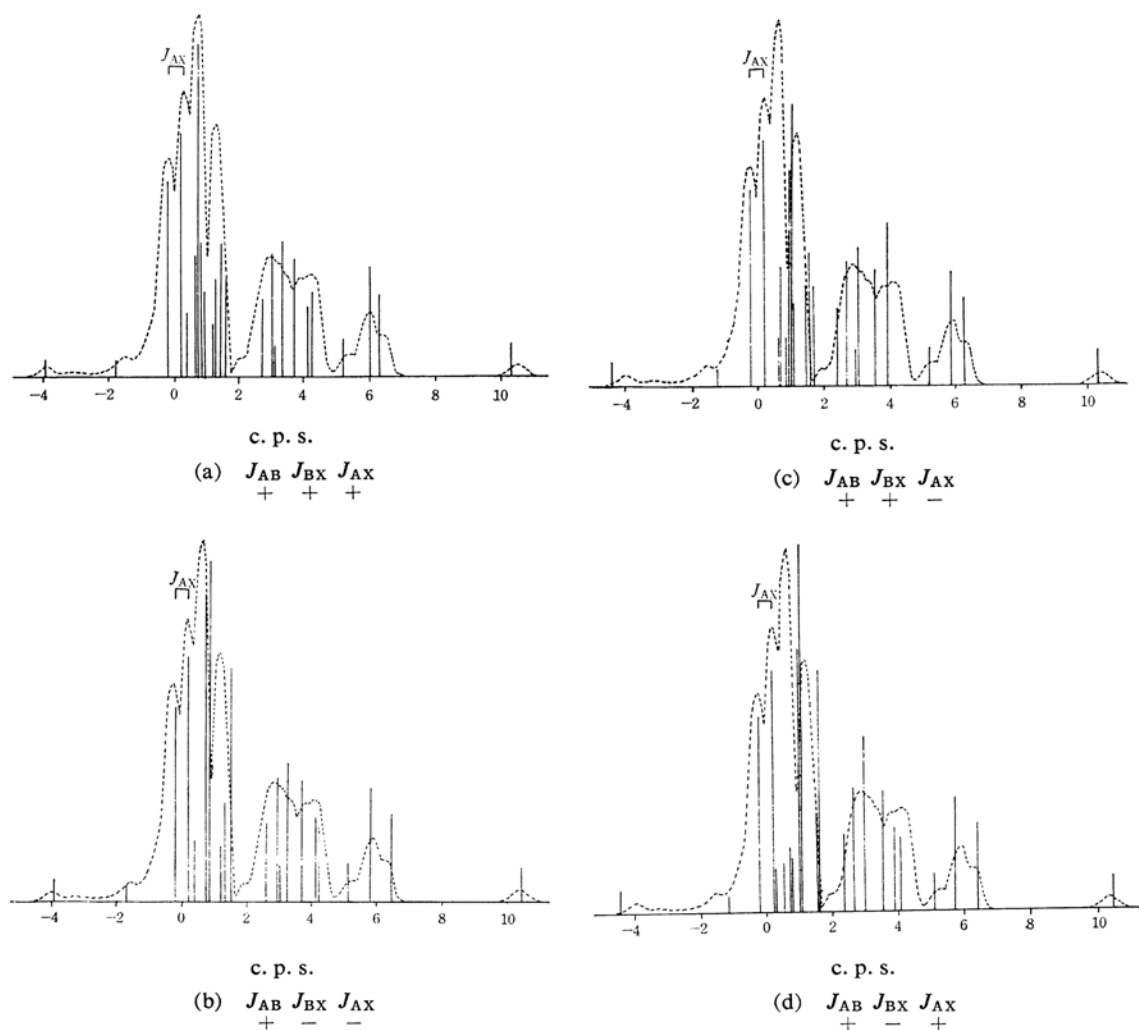 J_AX
−4 −2 0 2 4 6 8 10
c. p. s.
(a) J_AB J_BX J_AX
+ + +
J_AX
−4 −2 0 2 4 6 8 10
c. p. s.
(c) J_AB J_BX J_AX
+ + −
J_AX
−4 −2 0 2 4 6 8 10
c. p. s.
(b) J_AB J_BX J_AX
+ − −
J_AX
−4 −2 0 2 4 6 8 10
c. p. s.
(d) J_AB J_BX J_AX
+ − +